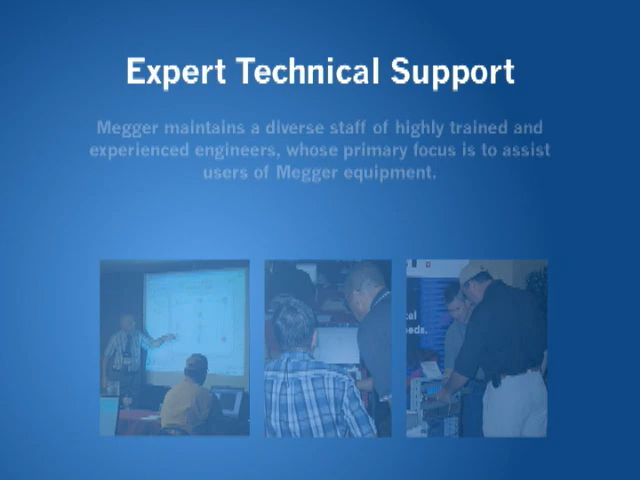 Expert Technical Support
Megger maintains a diverse staff of highly trained and
experienced engineers, whose primary focus is to assist
users of Megger equipment.